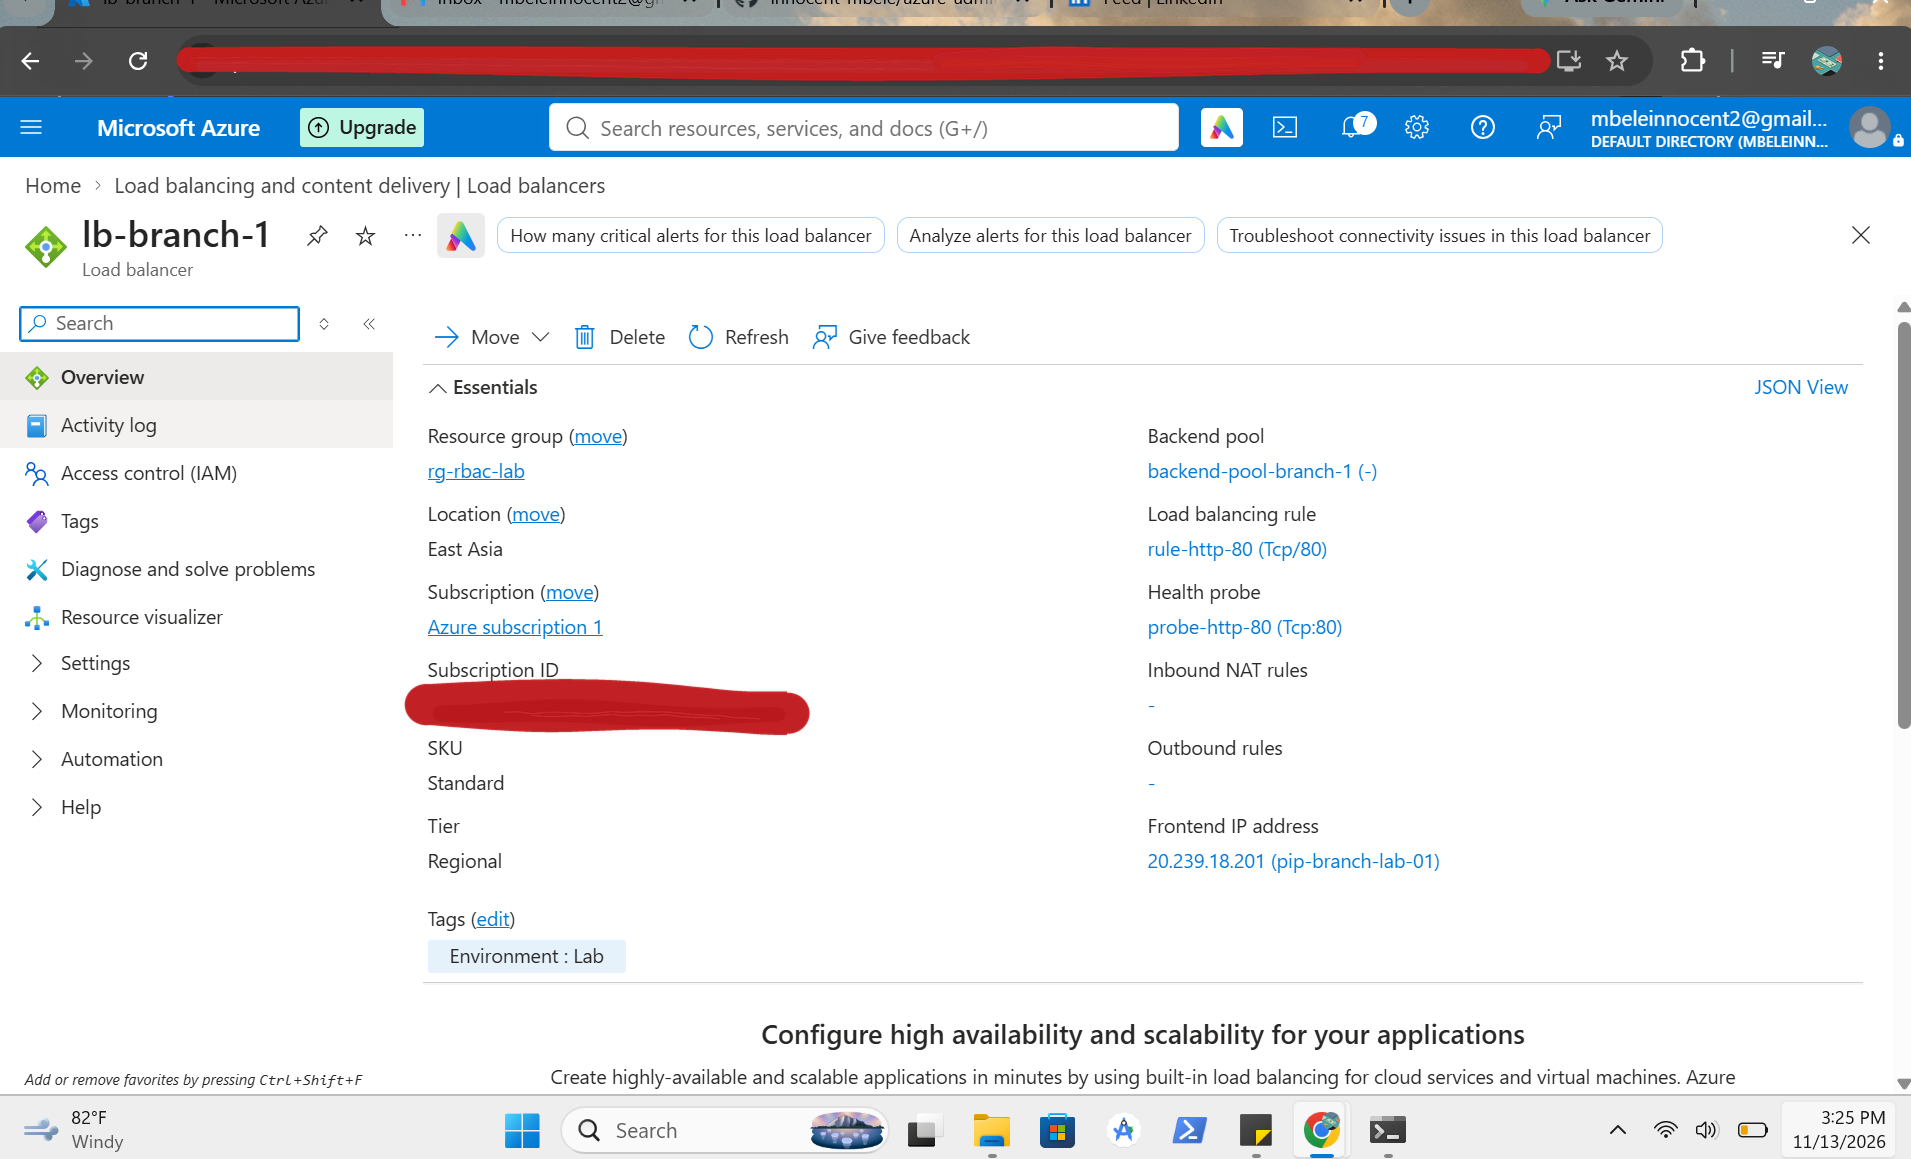 Microsoft Azure
Upgrade
Search resources, services, and docs (G+/)
7
mbeleinnocent2@gmail...
DEFAULT DIRECTORY (MBELEINN...
Home > Load balancing and content delivery | Load balancers
lb-branch-1
Load balancer
How many critical alerts for this load balancer
Analyze alerts for this load balancer
Troubleshoot connectivity issues in this load balancer
Search
Overview
Activity log
Access control (IAM)
Tags
Diagnose and solve problems
Resource visualizer
Settings
Monitoring
Automation
Help
Add or remove favorites by pressing Ctrl+Shift+F
Move
Delete
Refresh
Give feedback
Essentials
JSON View
Resource group (move)
rg-rbac-lab
Location (move)
East Asia
Subscription (move)
Azure subscription 1
Subscription ID
SKU
Standard
Tier
Regional
Backend pool
backend-pool-branch-1 (-)
Load balancing rule
rule-http-80 (Tcp/80)
Health probe
probe-http-80 (Tcp:80)
Inbound NAT rules
-
Outbound rules
-
Frontend IP address
20.239.18.201 (pip-branch-lab-01)
Tags (edit)
Environment : Lab
Configure high availability and scalability for your applications
Create highly-available and scalable applications in minutes by using built-in load balancing for cloud services and virtual machines. Azure
82°F
Windy
Search
3:25 PM
11/13/2026